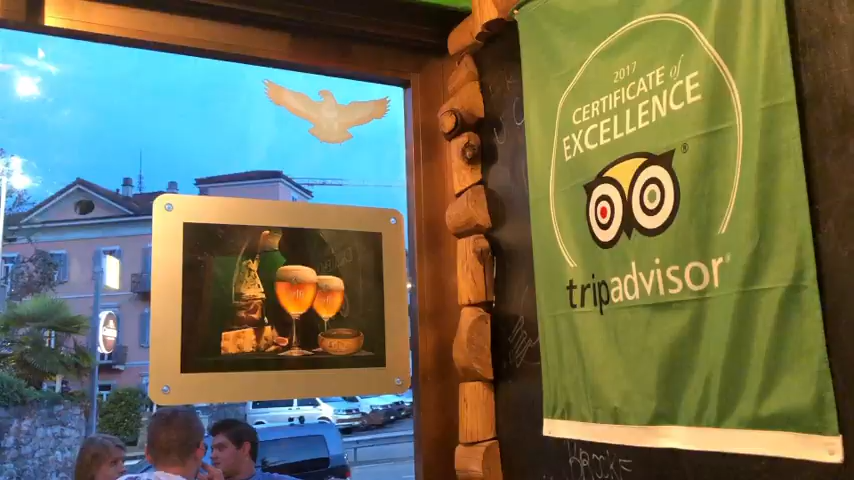 2017
CERTIFICATE of
EXCELLENCE
®
tripadvisor®